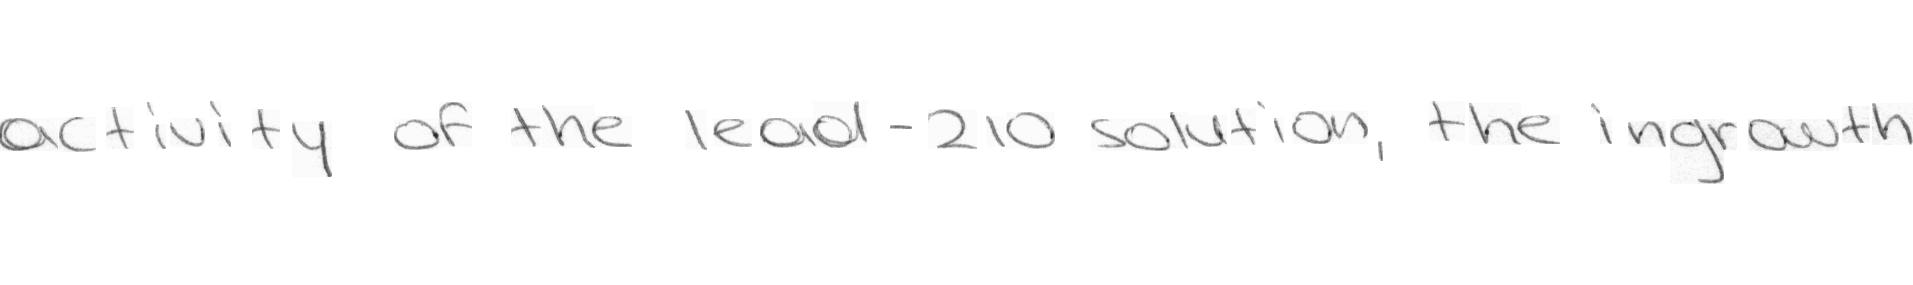 activity of the lead-210 solution, the ingrowth